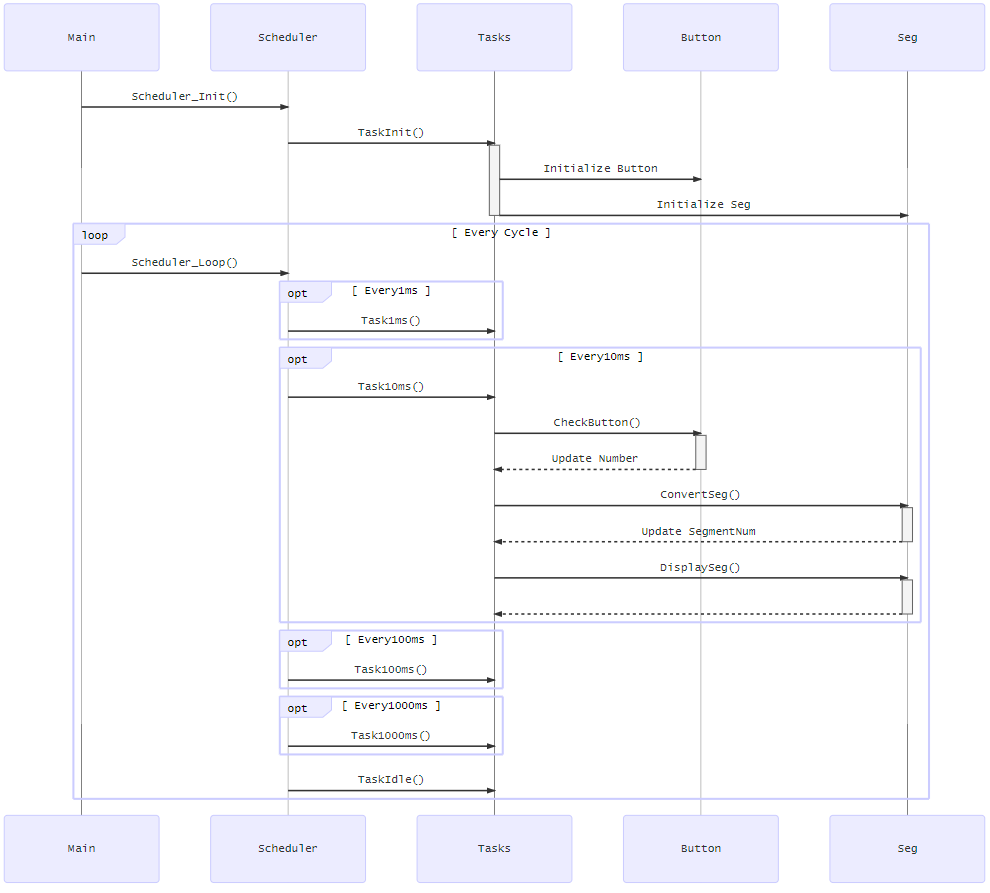 Main
Scheduler
Tasks
Button
Seg
Scheduler_Init()
TaskInit()
Initialize Button
Initialize Seg
loop
[ Every Cycle ]
Scheduler_Loop()
opt
[ Every1ms ]
Task1ms()
opt
[ Every10ms ]
Task10ms()
CheckButton()
Update Number
ConvertSeg()
Update SegmentNum
DisplaySeg()
opt
[ Every100ms ]
Task100ms()
opt
[ Every1000ms ]
Task1000ms()
TaskIdle()
Main
Scheduler
Tasks
Button
Seg